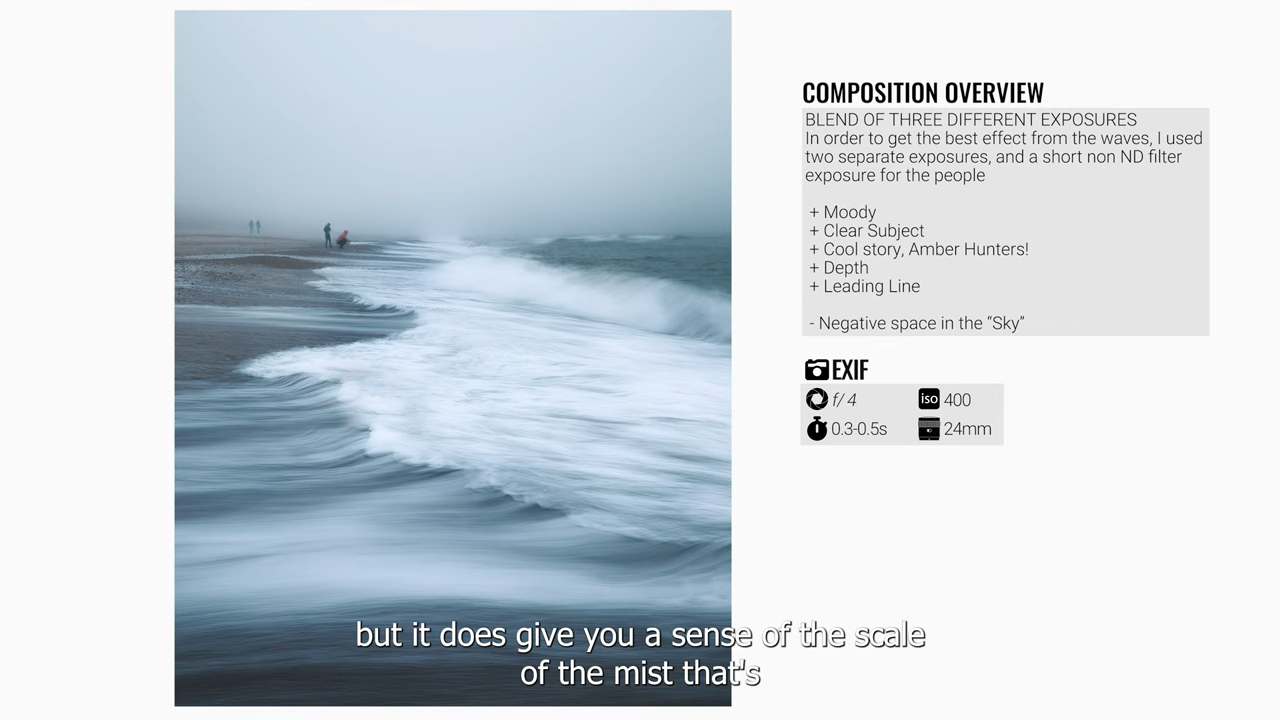 COMPOSITION OVERVIEW
BLEND OF THREE DIFFERENT EXPOSURES
In order to get the best effect from the waves, I used
two separate exposures, and a short non ND filter
exposure for the people
+ Moody
+ Clear Subject
+ Cool story, Amber Hunters!
+ Depth
+ Leading Line
- Negative space in the “Sky”
EXIF
f/ 4
iso 400
0.3-0.5s
24mm
but it does give you a sense of the scale
of the mist that's